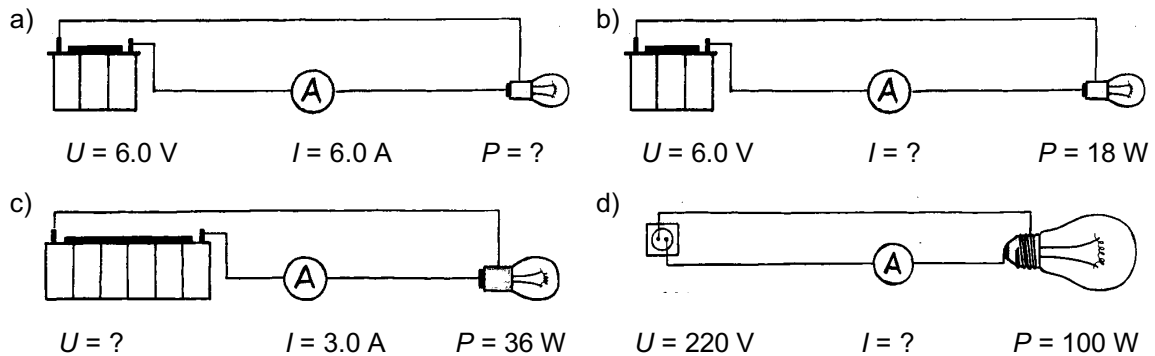 a)
b)
A
A
U = 6.0 V I = 6.0 A P = ?
U = 6.0 V I = ? P = 18 W
c)
d)
A
A
U = ? I = 3.0 A P = 36 W
U = 220 V I = ? P = 100 W